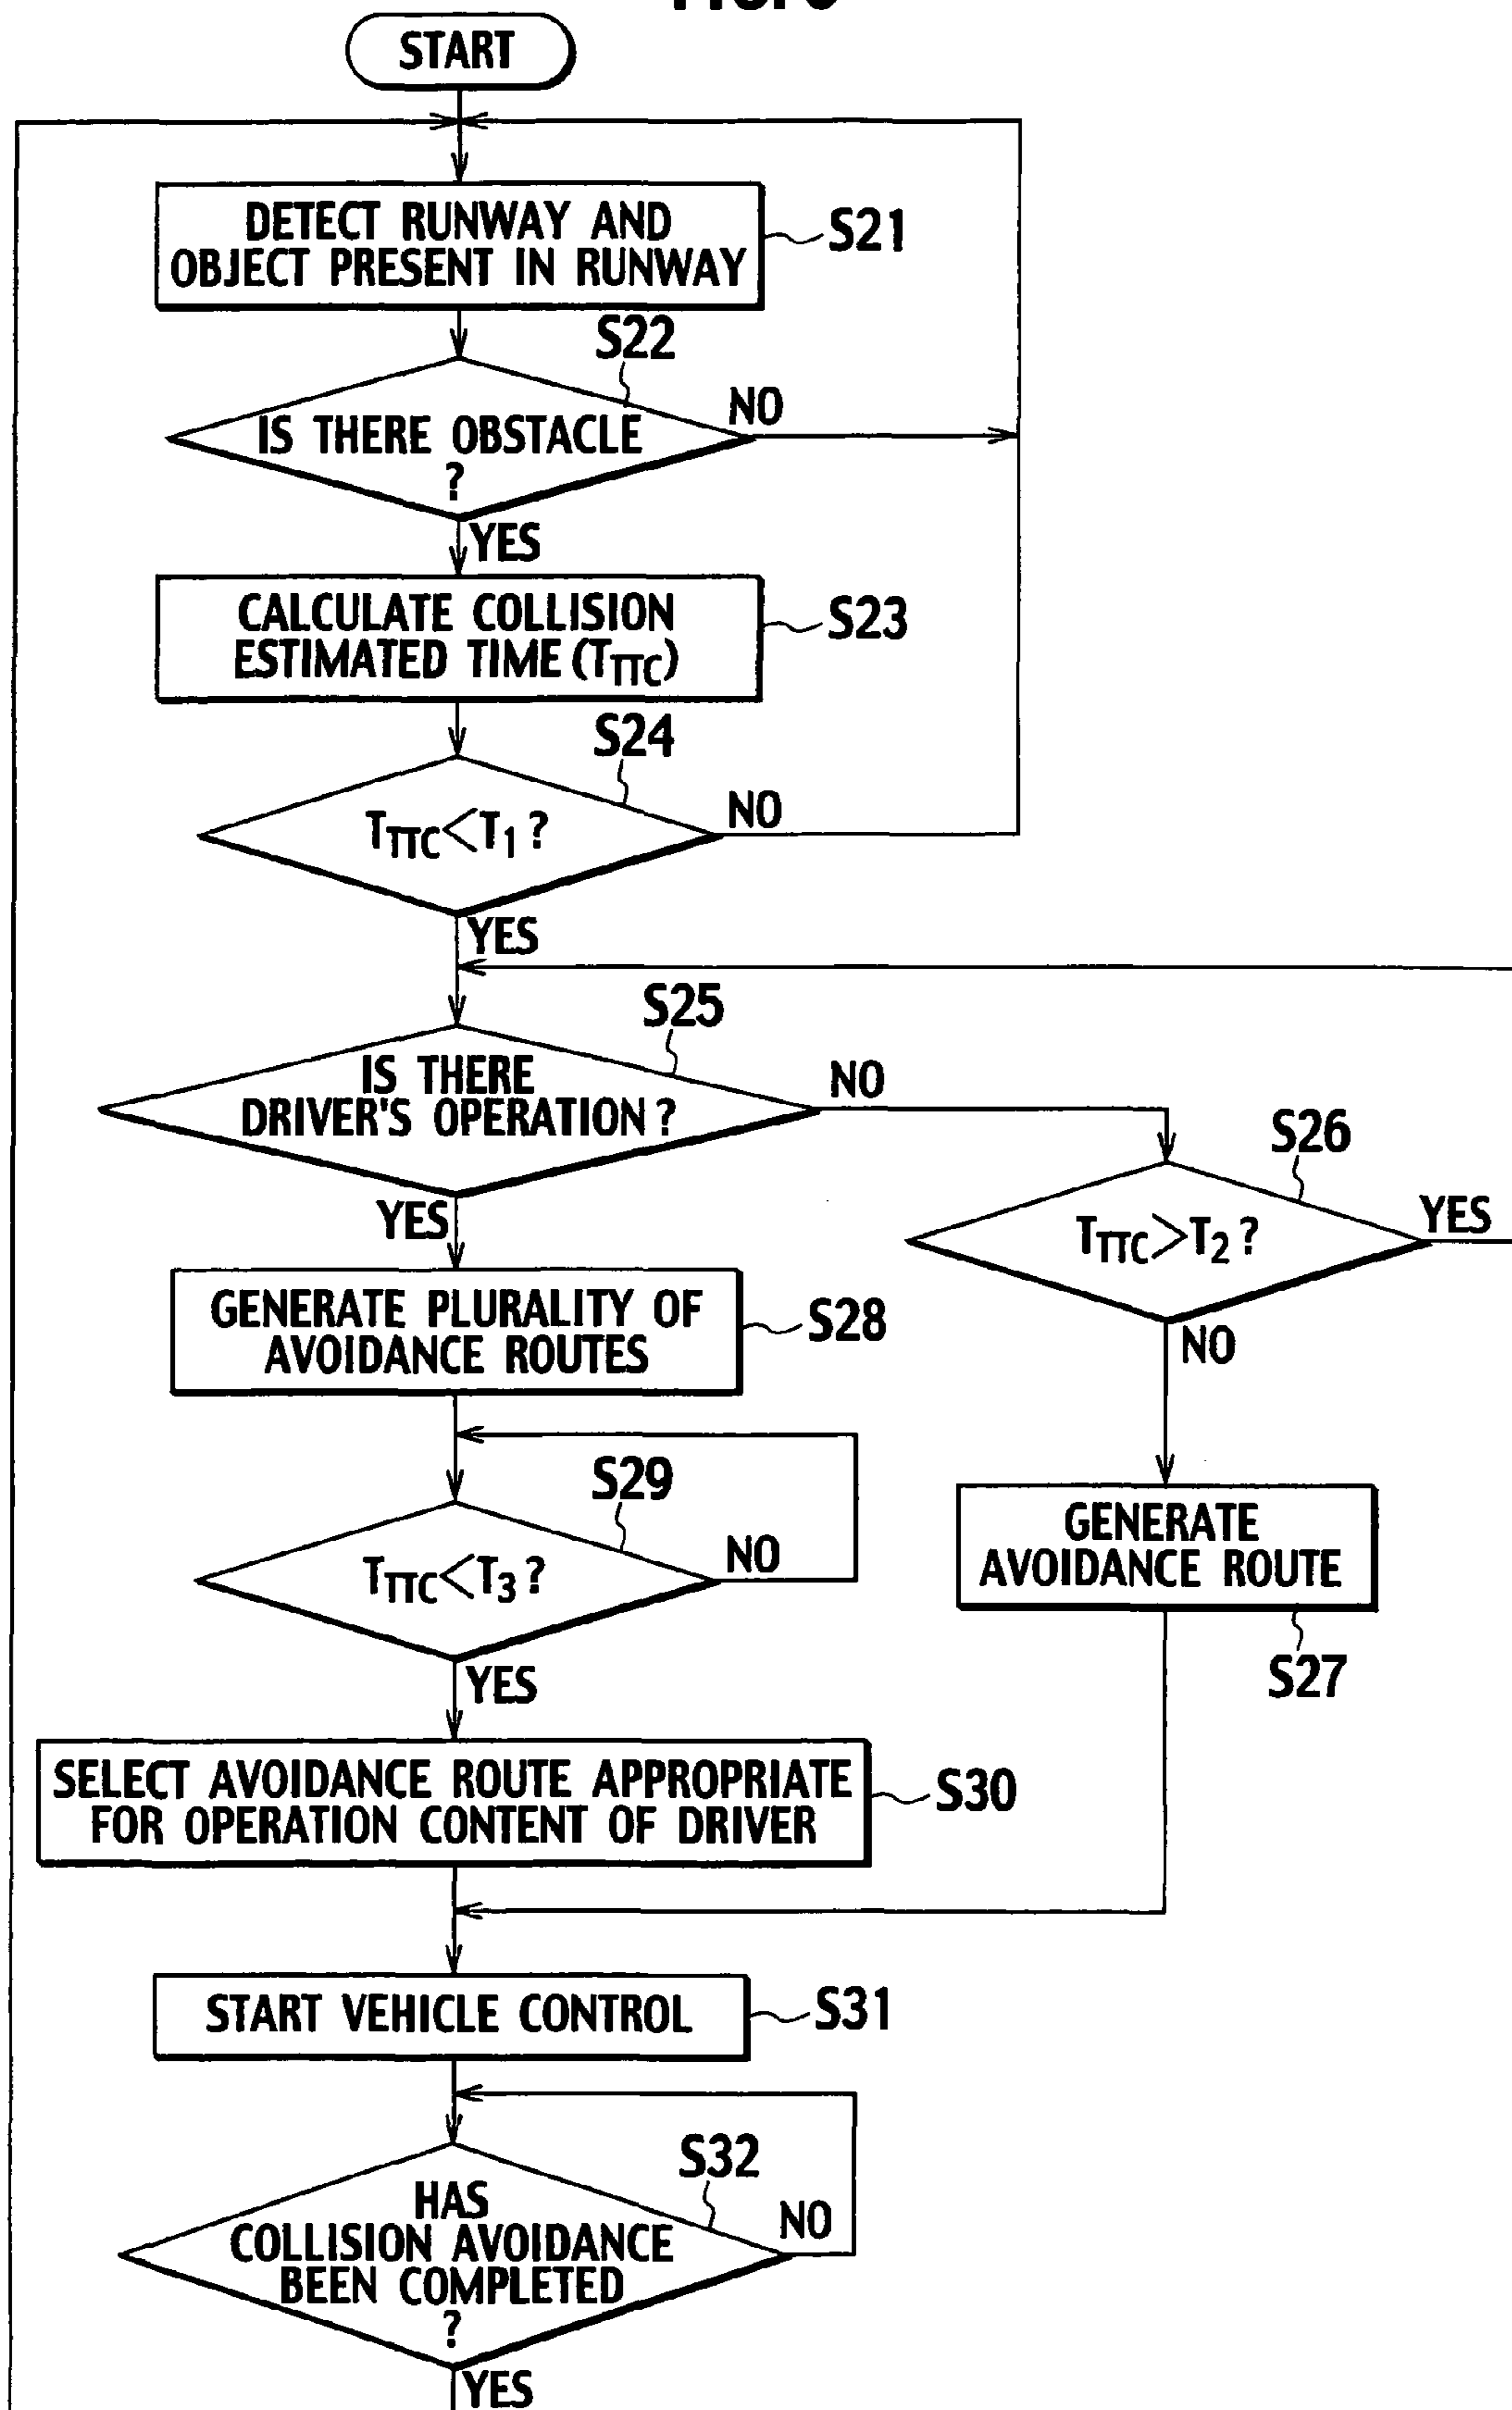 START
DETECT RUNWAY AND
OBJECT PRESENT IN RUNWAY
S21
S22
IS THERE OBSTACLE
?
NO
YES
CALCULATE COLLISION
ESTIMATED TIME (TTTC)
S23
S24
TTTC<T1 ?
NO
YES
S25
IS THERE
DRIVER'S OPERATION ?
NO
YES
S26
TTTC>T2 ?
YES
NO
GENERATE PLURALITY OF
AVOIDANCE ROUTES
S28
S29
TTTC<T3 ?
NO
YES
GENERATE
AVOIDANCE ROUTE
S27
SELECT AVOIDANCE ROUTE APPROPRIATE
FOR OPERATION CONTENT OF DRIVER
S30
START VEHICLE CONTROL
S31
S32
HAS
COLLISION AVOIDANCE
BEEN COMPLETED
?
NO
YES